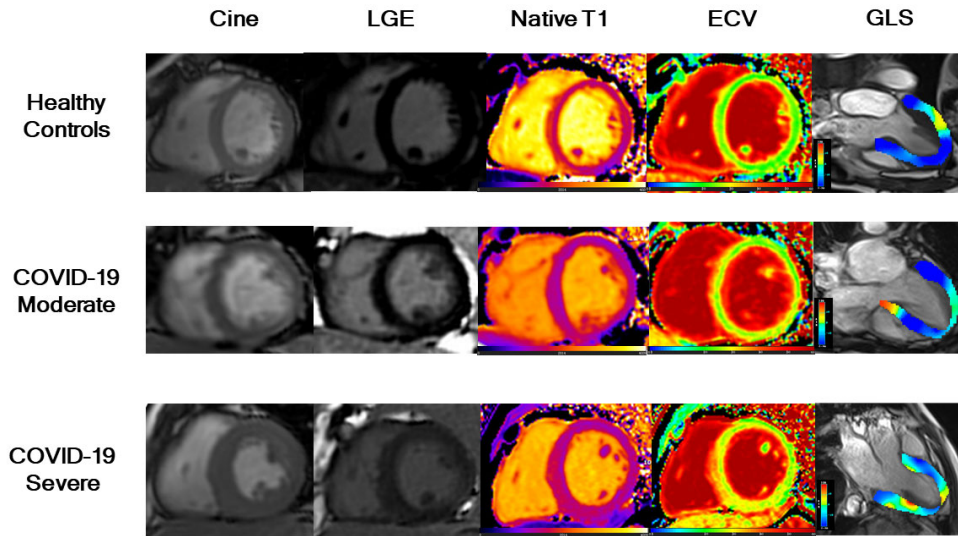 Cine LGE Native T1 ECV GLS
Healthy
Controls
COVID-19
Moderate
COVID-19
Severe